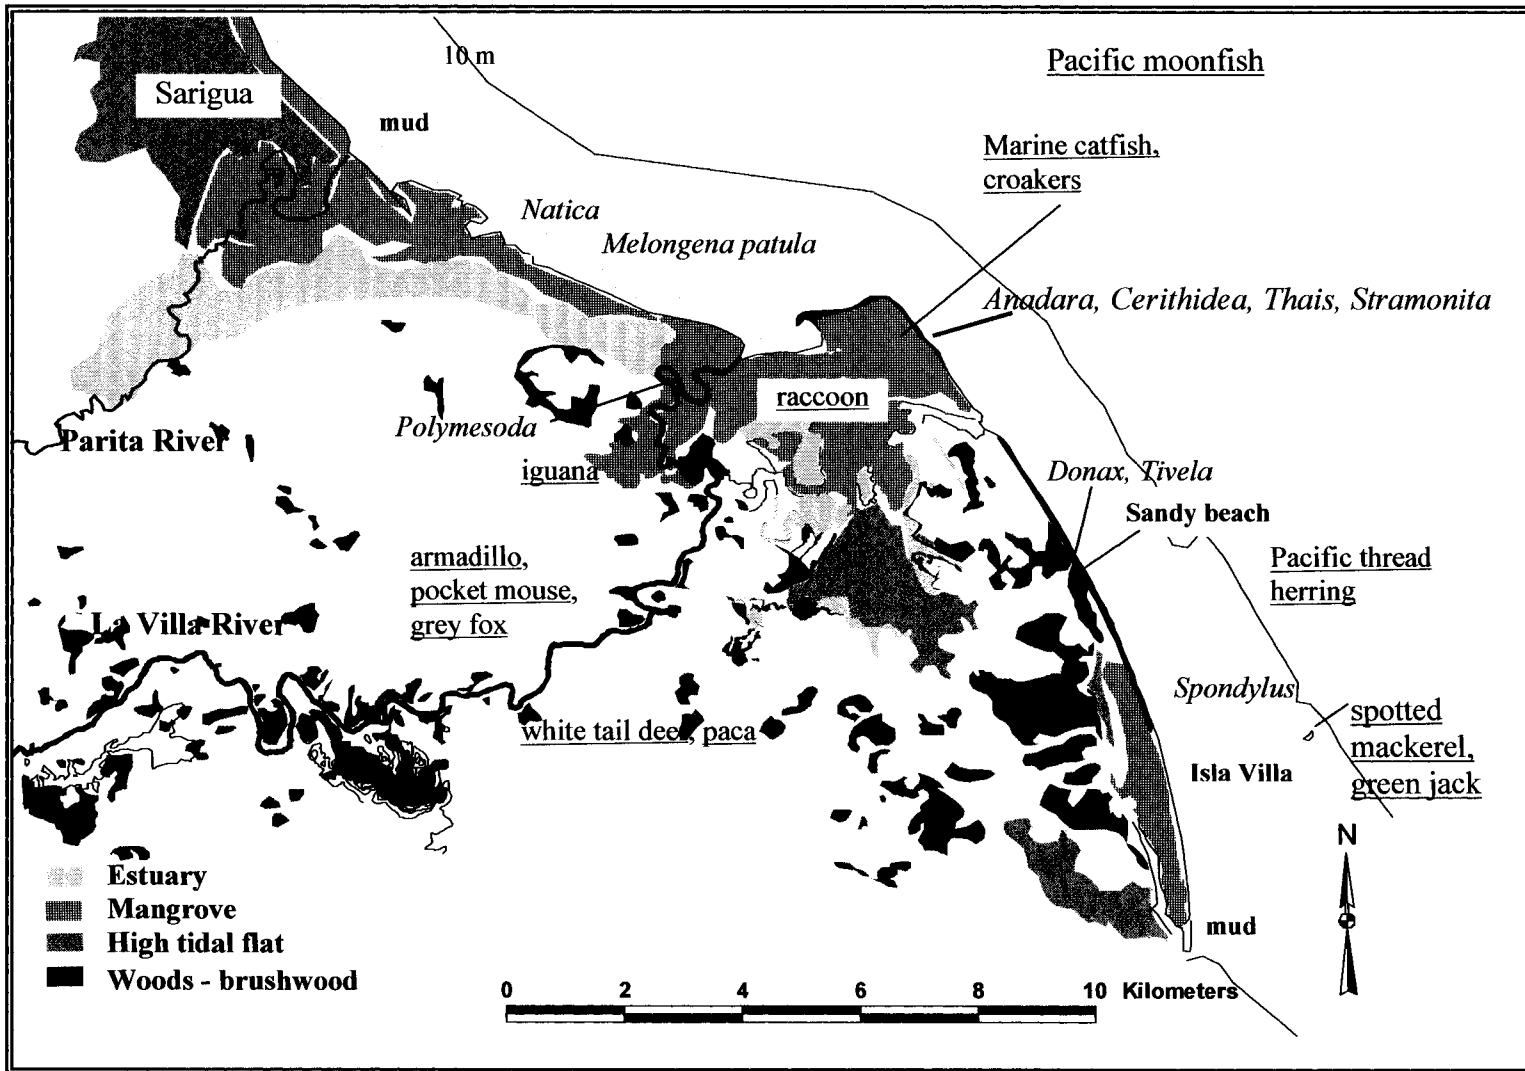 10 m
Pacific moonfish
Sarigua
mud
Marine catfish,
croakers
Natica
Melongena patula
Anadara, Cerithidea, Thais, Stramonita
raccoon
Polymesoda
Parita River
iguana
Donax, Tivela
Sandy beach
armadillo,
pocket mouse,
grey fox
Pacific thread
herring
La Villa River
Spondylus
white tail deer, paca
spotted
mackerel,
green jack
Isla Villa
N
Estuary
Mangrove
High tidal flat
Woods - brushwood
mud
0 2 4 6 8 10 Kilometers